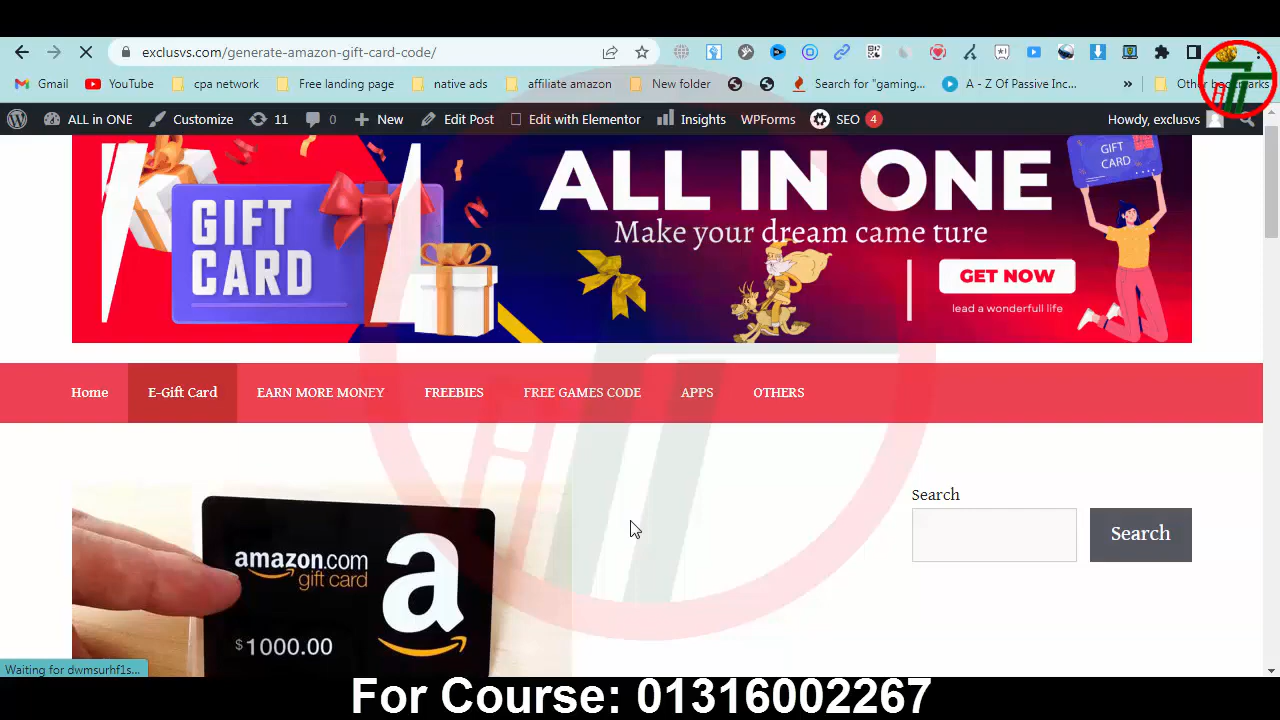 exclusvs.com/generate-amazon-gift-card-code/
Gmail YouTube cpa network Free landing page native ads affiliate amazon New folder Search for "gaming... A - Z Of Passive Inc... » Other bookmarks
ALL in ONE Customize 11 0 New Edit Post Edit with Elementor Insights WPForms SEO 4 Howdy, exclusvs
GIFT CARD
ALL IN ONE
Make your dream came ture
GET NOW
lead a wonderfull life
GIFT CARD
Home E-Gift Card EARN MORE MONEY FREEBIES FREE GAMES CODE APPS OTHERS
Search
Search
amazon.com
gift card
a
$1000.00
Waiting for dwmsurhf1s...
For Course: 01316002267